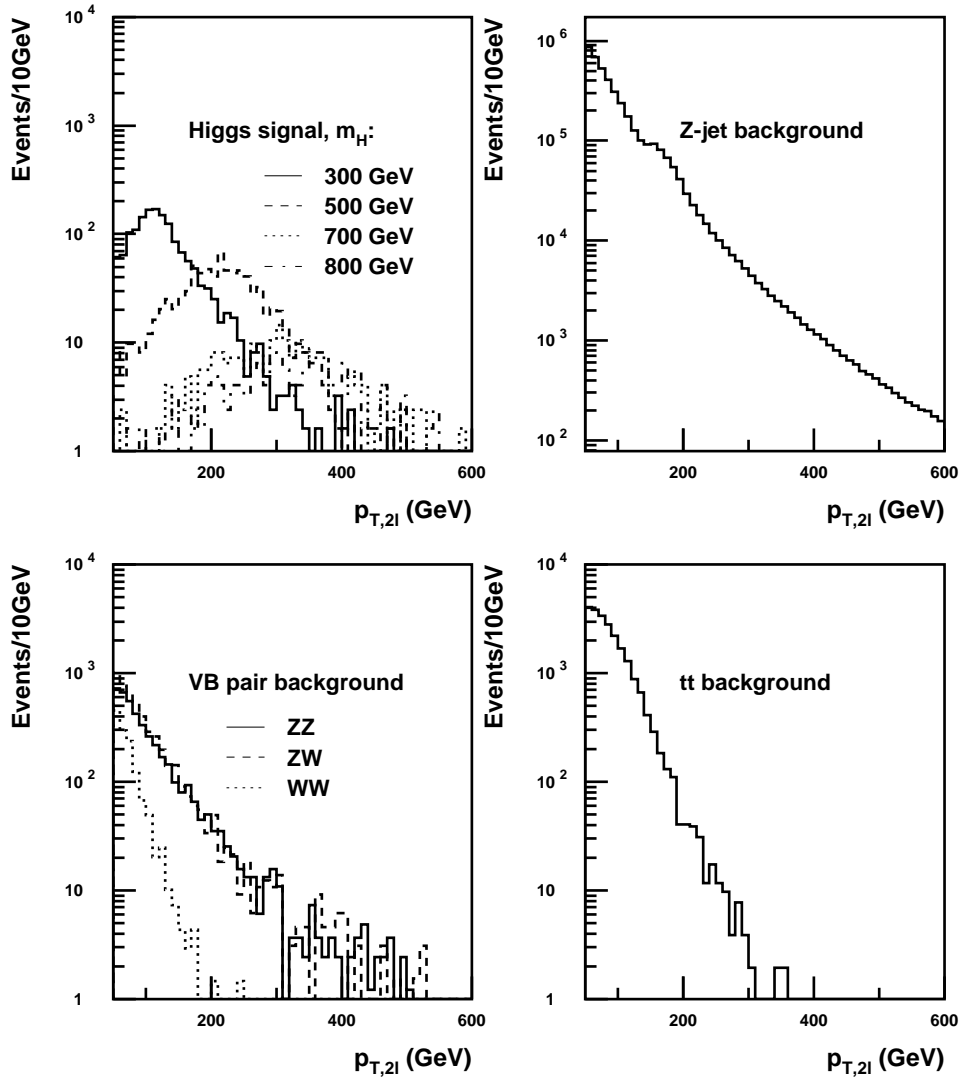 Events/10GeV
10^4
10^3
10^2
10
1
Higgs signal, m_H:
300 GeV
500 GeV
700 GeV
800 GeV
200
400
600
p_T,2l (GeV)
Events/10GeV
10^6
10^5
10^4
10^3
10^2
Z-jet background
200
400
600
p_T,2l (GeV)
Events/10GeV
10^4
10^3
10^2
10
1
VB pair background
ZZ
ZW
WW
200
400
600
p_T,2l (GeV)
Events/10GeV
10^4
10^3
10^2
10
1
tt background
200
400
600
p_T,2l (GeV)